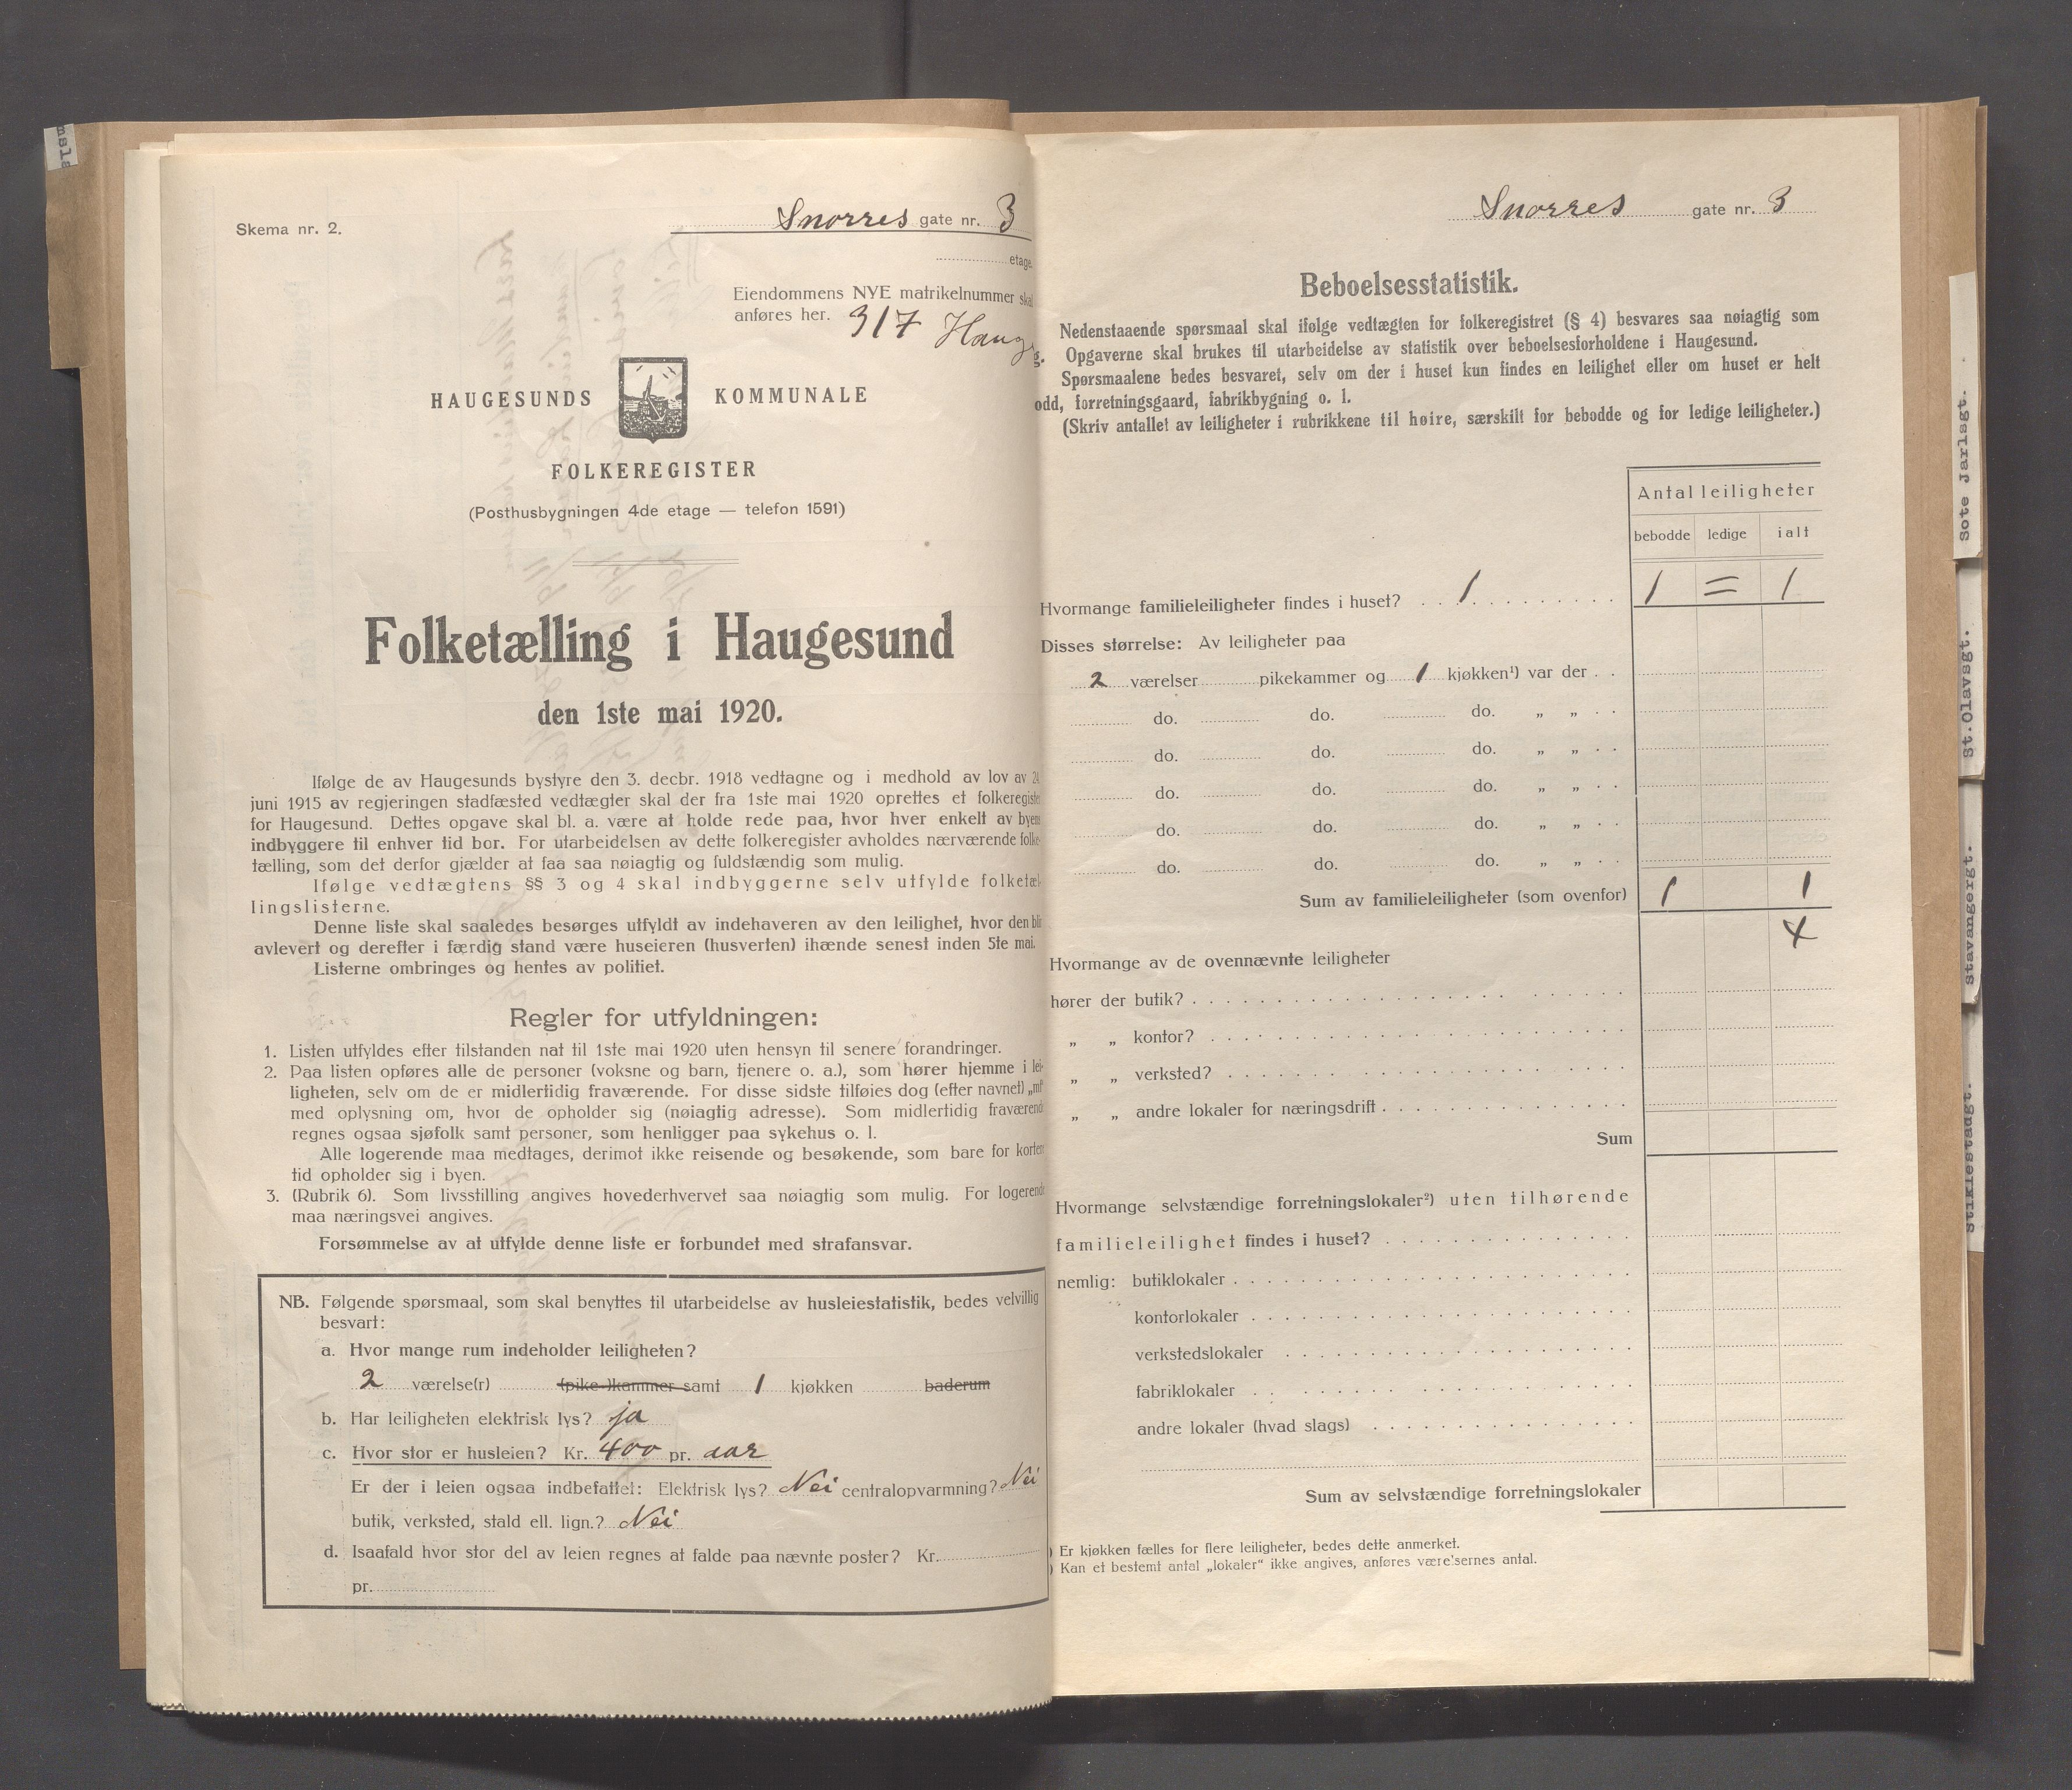 Skema nr. 2.
Snorres gate nr. 3
etage.
Eiendommens NYE matrikelnummer skal
anføres her. 317 Haug
HAUGESUNDS KOMMUNALE
FOLKEREGISTER
(Posthusbygningen 4de etage — telefon 1591)
Folketælling i Haugesund
den 1ste mai 1920.
Ifølge de av Haugesunds bystyre den 3. decbr. 1918 vedtagne og i medhold av lov av 24
juni 1915 av regjeringen stadfæsted vedtægter skal der fra 1ste mai 1920 oprettes et folkeregister
for Haugesund. Dettes opgave skal bl. a. være at holde rede paa, hvor hver enkelt av byens
indbyggere til enhver tid bor. For utarbeidelsen av dette folkeregister avholdes nærværende folke-
tælling, som det derfor gjælder at faa saa nøiagtig og fuldstændig som mulig.
Ifølge vedtægtens §§ 3 og 4 skal indbyggerne selv utfylde folketæl-
lingslisterne.
Denne liste skal saaledes besørges utfyldt av indehaveren av den leilighet, hvor den blir
avlevert og derefter i færdig stand være huseieren (husverten) ihænde senest inden 5te mai.
Listerne ombringes og hentes av politiet.
Regler for utfyldningen:
1. Listen utfyldes efter tilstanden nat til 1ste mai 1920 uten hensyn til senere forandringer.
2. Paa listen opføres alle de personer (voksne og barn, tjenere o. a.), som hører hjemme i lei-
ligheten, selv om de er midlertidig fraværende. For disse sidste tilføies dog (efter navnet) „mf“
med oplysning om, hvor de opholder sig (nøiagtig adresse). Som midlertidig fraværende
regnes ogsaa sjøfolk samt personer, som henligger paa sykehus o. l.
Alle logerende maa medtages, derimot ikke reisende og besøkende, som bare for kortere
tid opholder sig i byen.
3. (Rubrik 6). Som livsstilling angives hovederhvervet saa nøiagtig som mulig. For logerende
maa næringsvei angives.
Forsømmelse av at utfylde denne liste er forbundet med strafansvar.
NB. Følgende spørsmaal, som skal benyttes til utarbeidelse av husleiestatistik, bedes velvillig
besvart:
a. Hvor mange rum indeholder leiligheten?
2 værelse(r) (pike-)kammer samt 1 kjøkken baderum
b. Har leiligheten elektrisk lys? ja
c. Hvor stor er husleien? Kr. 400 pr. aar
Er der i leien ogsaa indbefattet: Elektrisk lys? Nei centralopvarmning? Nei
butik, verksted, stald ell. lign.? Nei
d. Isaafald hvor stor del av leien regnes at falde paa nævnte poster? Kr.
pr.
Snorres gate nr. 3
Beboelsesstatistik.
Nedenstaaende spørsmaal skal ifølge vedtægten for folkeregistret (§ 4) besvares saa nøiagtig som
g. Opgaverne skal brukes til utarbeidelse av statistik over beboelsesforholdene i Haugesund.
Spørsmaalene bedes besvaret, selv om der i huset kun findes en leilighet eller om huset er helt
odd, forretningsgaard, fabrikbygning o. l.
(Skriv antallet av leiligheter i rubrikkene til høire, særskilt for bebodde og for ledige leiligheter.)
Antal leiligheter
bebodde ledige ialt
Hvormange familieleiligheter findes i huset? 1 1 = 1
Disses størrelse: Av leiligheter paa
2 værelser pikekammer og 1 kjøkken¹) var der
do. do. do. „ „
do. do. do. „ „
do. do. do. „ „
do. do. do. „ „
do. do. do. „ „
Sum av familieleiligheter (som ovenfor) 1 1
4
Hvormange av de ovennævnte leiligheter
hører der butik?
„ „ kontor?
„ „ verksted?
„ „ andre lokaler for næringsdrift
Sum
Hvormange selvstændige forretningslokaler²) uten tilhørende
familieleilighet findes i huset?
nemlig: butiklokaler
kontorlokaler
verkstedslokaler
fabriklokaler
andre lokaler (hvad slags)
Sum av selvstændige forretningslokaler
) Er kjøkken fælles for flere leiligheter, bedes dette anmerket.
) Kan et bestemt antal „lokaler“ ikke angives, anføres værelsernes antal.
Sote Jarlsgt.
St.Olavsgt.
Stavangergt.
Stiklestadgt.